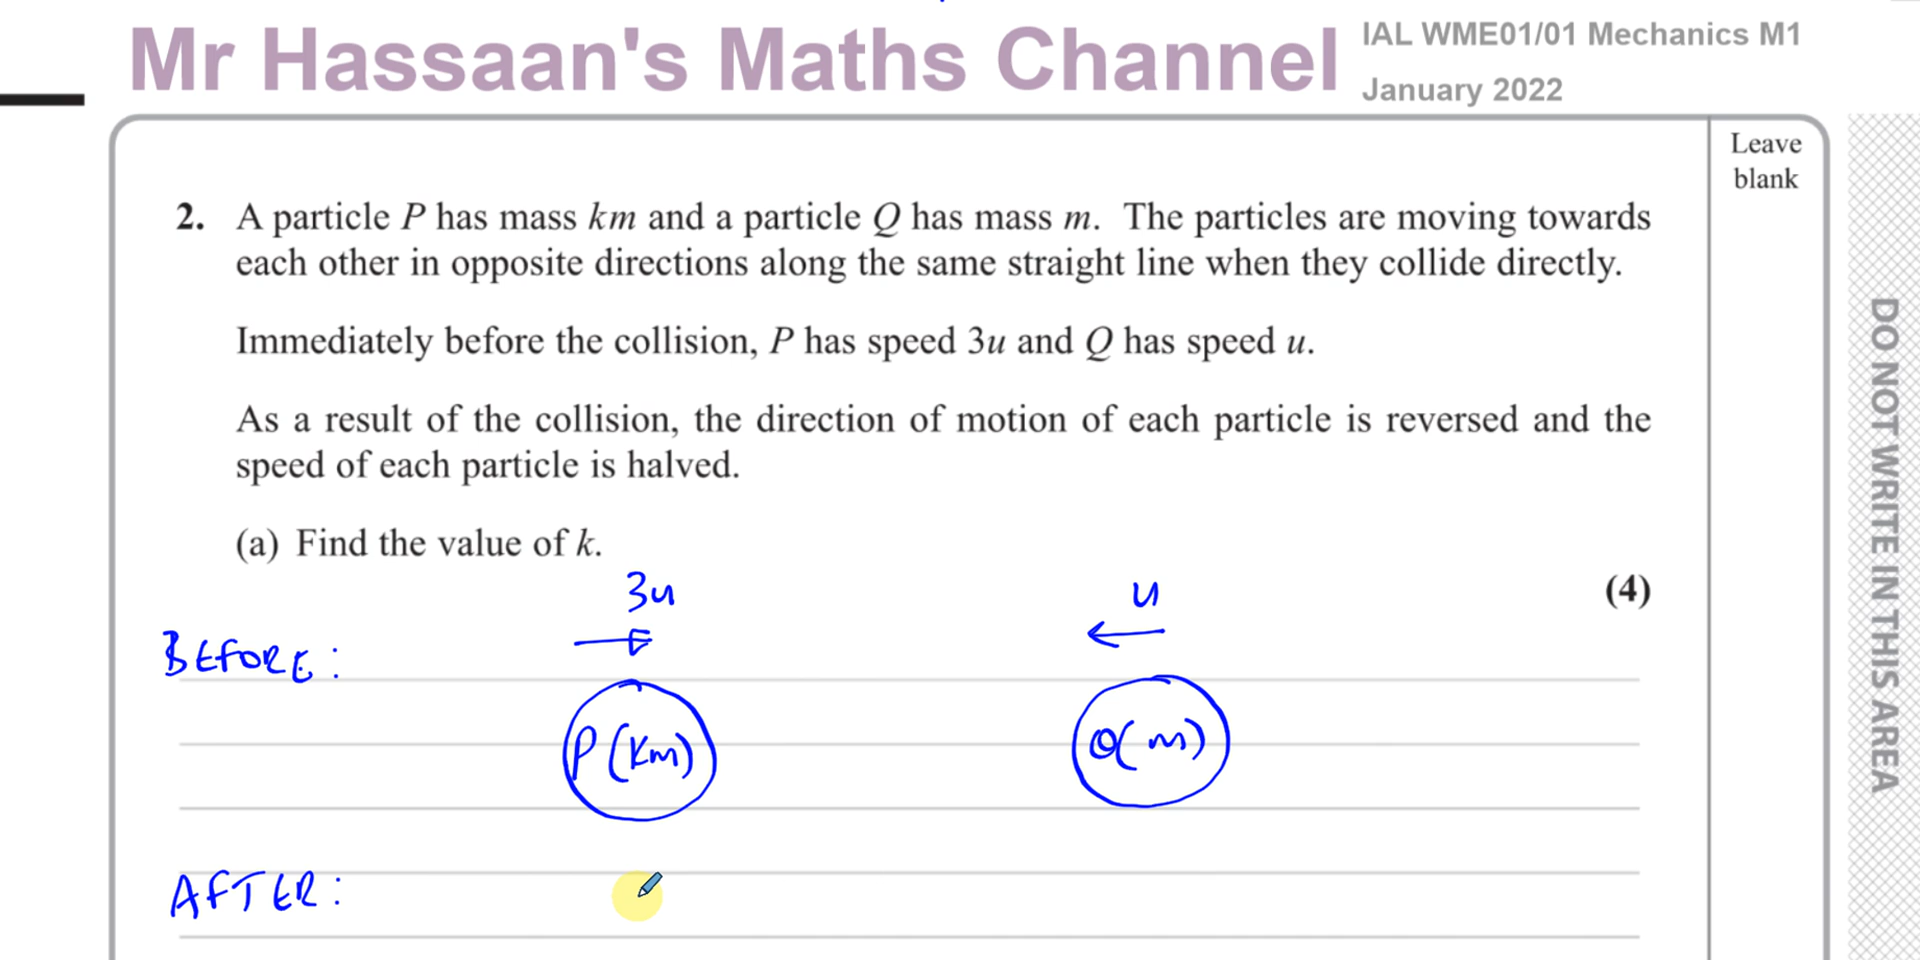 Mr Hassaan's Maths Channel
IAL WME01/01 Mechanics M1
January 2022
Leave
blank
2. A particle P has mass km and a particle Q has mass m. The particles are moving towards
each other in opposite directions along the same straight line when they collide directly.
Immediately before the collision, P has speed 3u and Q has speed u.
As a result of the collision, the direction of motion of each particle is reversed and the
speed of each particle is halved.
(a) Find the value of k.
(4)
3u
u
BEFORE:
P(km)
Q(m)
AFTER:
DO NOT WRITE IN THIS AREA